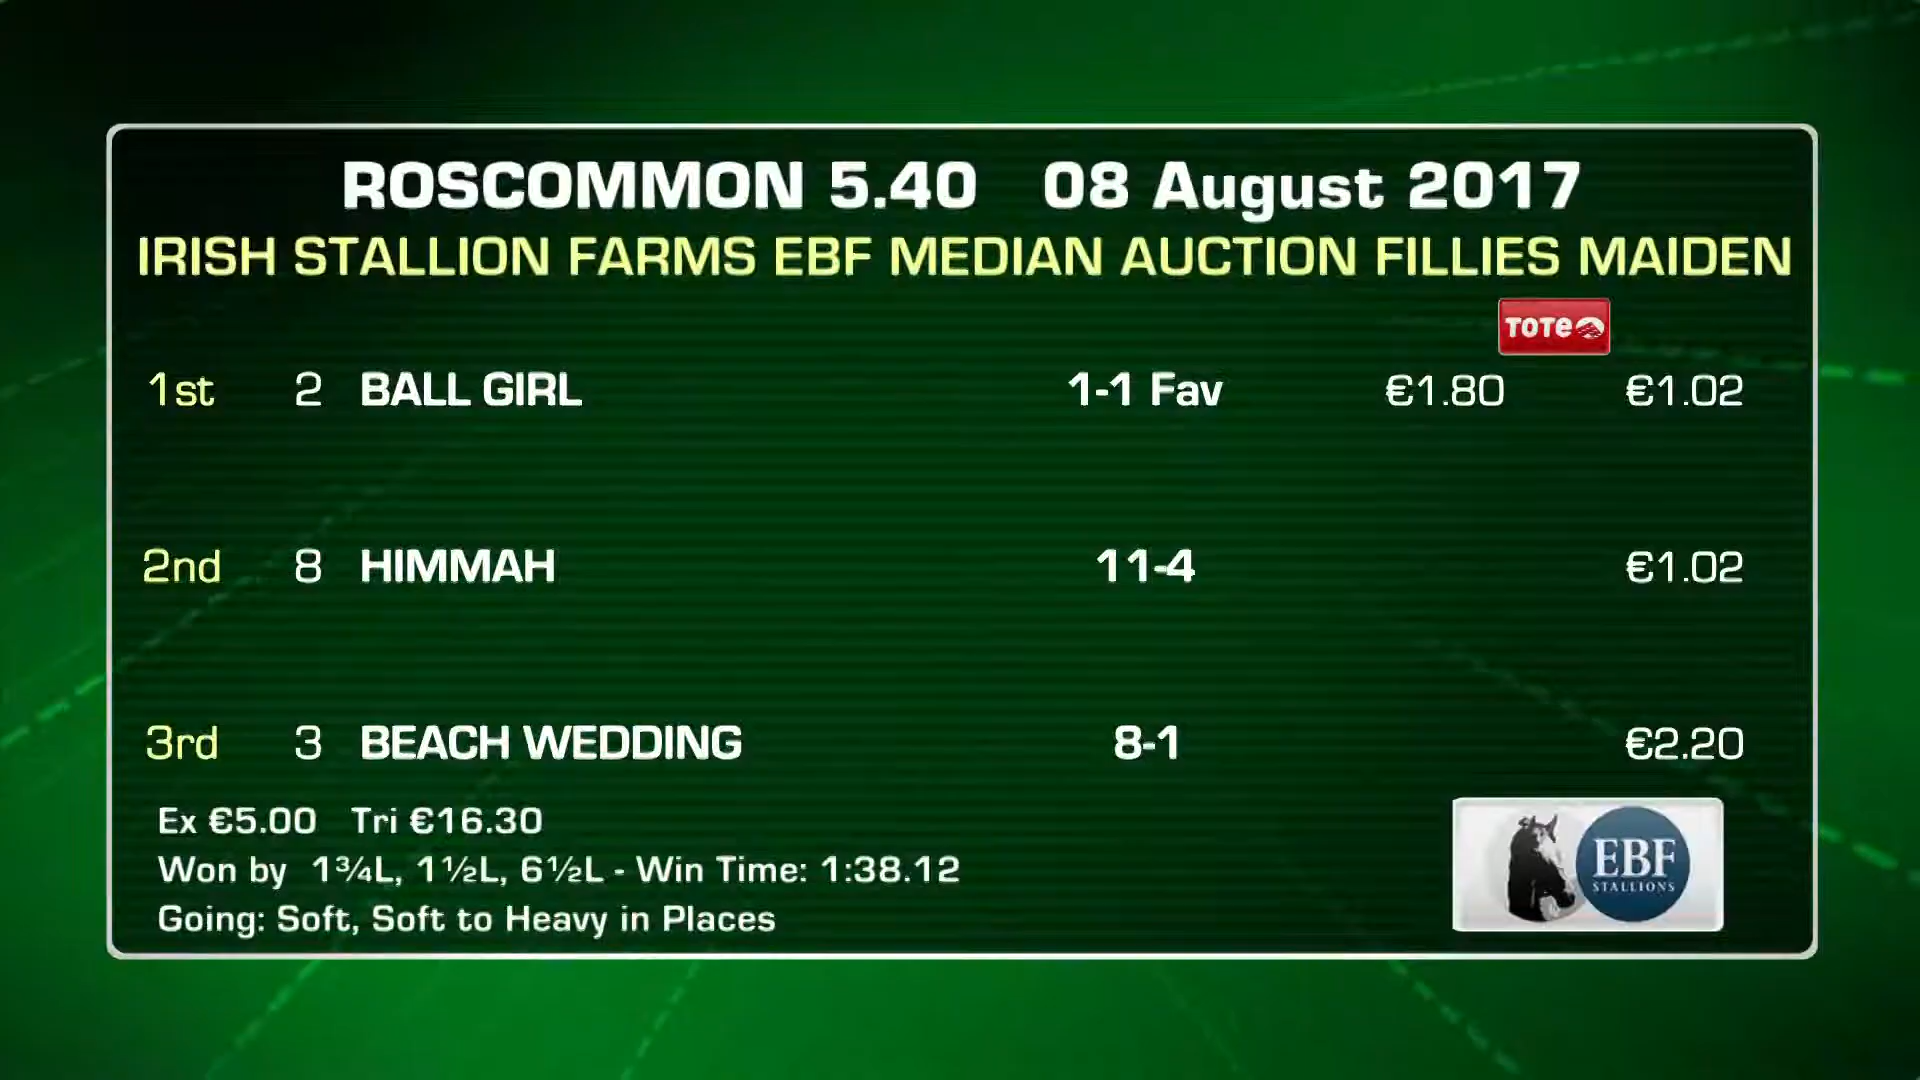 ROSCOMMON 5.40 08 August 2017
IRISH STALLION FARMS EBF MEDIAN AUCTION FILLIES MAIDEN
TOTE
1st 2 BALL GIRL 1-1 Fav €1.80 €1.02
2nd 8 HIMMAH 11-4 €1.02
3rd 3 BEACH WEDDING 8-1 €2.20
Ex €5.00 Tri €16.30
Won by 1¾L, 1½L, 6½L - Win Time: 1:38.12
Going: Soft, Soft to Heavy in Places
EBF
STALLIONS